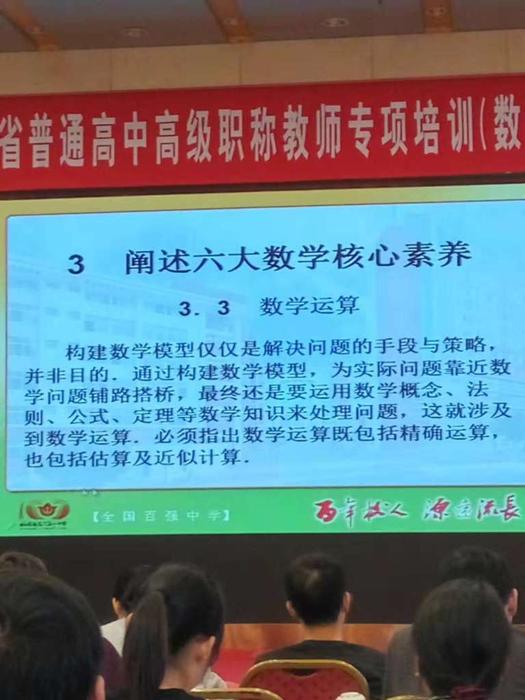 省普通高中高级职称教师专项培训(数
3 阐述六大数学核心素养
3．3 数学运算
构建数学模型仅仅是解决问题的手段与策略，
并非目的．通过构建数学模型，为实际问题靠近数
学问题铺路搭桥，最终还是要运用数学概念、法
则、公式、定理等数学知识来处理问题，这就涉及
到数学运算．必须指出数学运算既包括精确运算，
也包括估算及近似计算．
【全国百强中学】
百年树人 源远流长